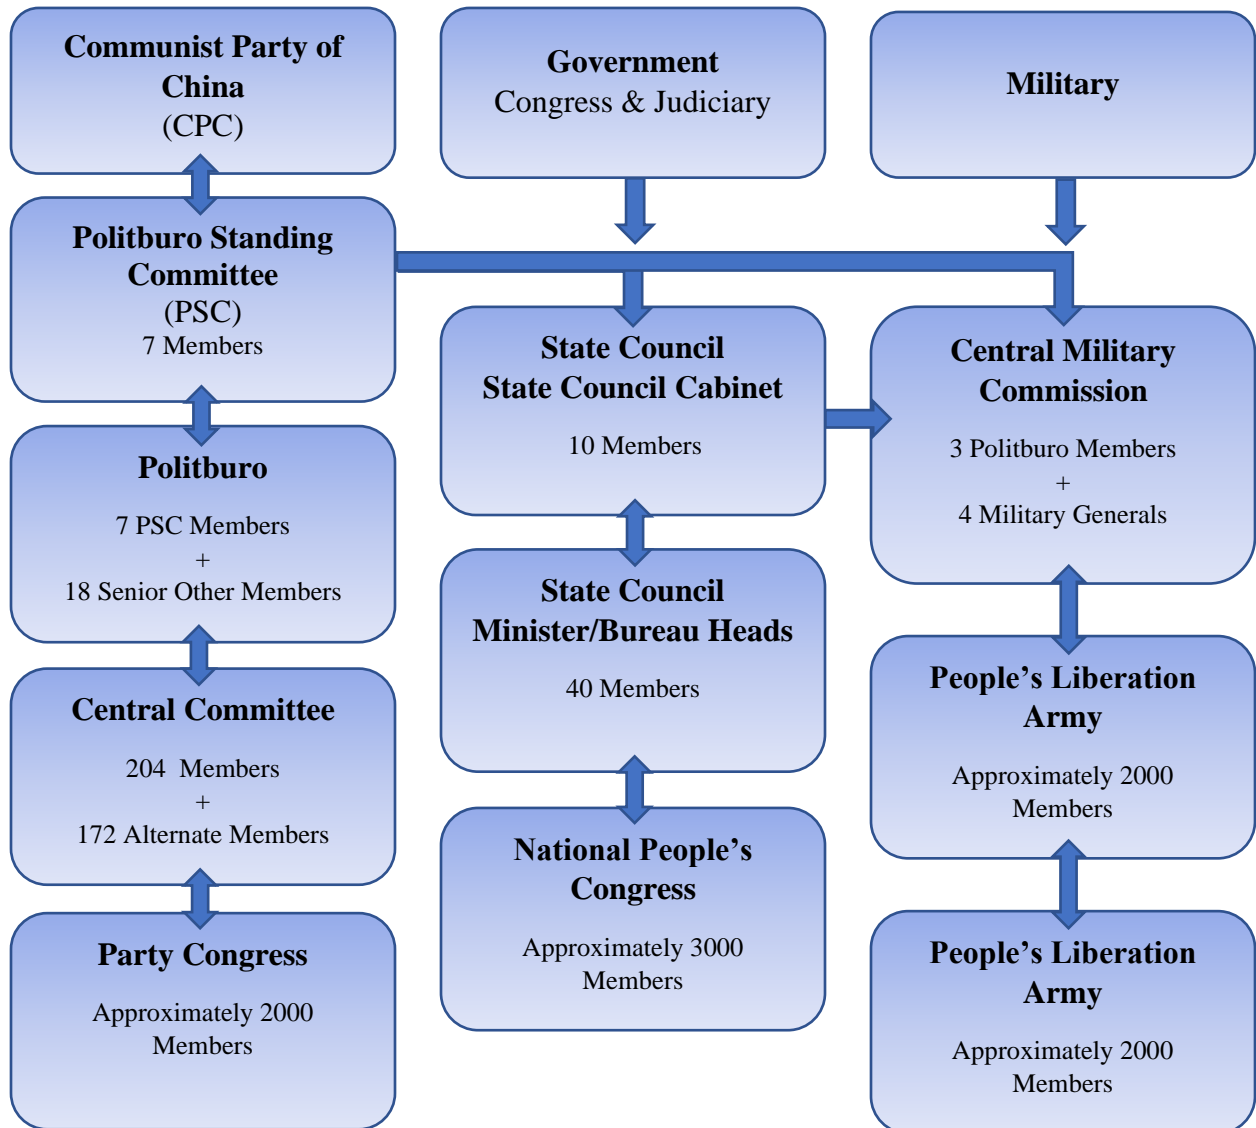 Communist Party of
China
(CPC)
Politburo Standing
Committee
(PSC)
7 Members
Politburo
7 PSC Members
+
18 Senior Other Members
Central Committee
204 Members
+
172 Alternate Members
Party Congress
Approximately 2000
Members
Government
Congress & Judiciary
State Council
State Council Cabinet
10 Members
State Council
Minister/Bureau Heads
40 Members
National People’s
Congress
Approximately 3000
Members
Military
Central Military
Commission
3 Politburo Members
+
4 Military Generals
People’s Liberation
Army
Approximately 2000
Members
People’s Liberation
Army
Approximately 2000
Members